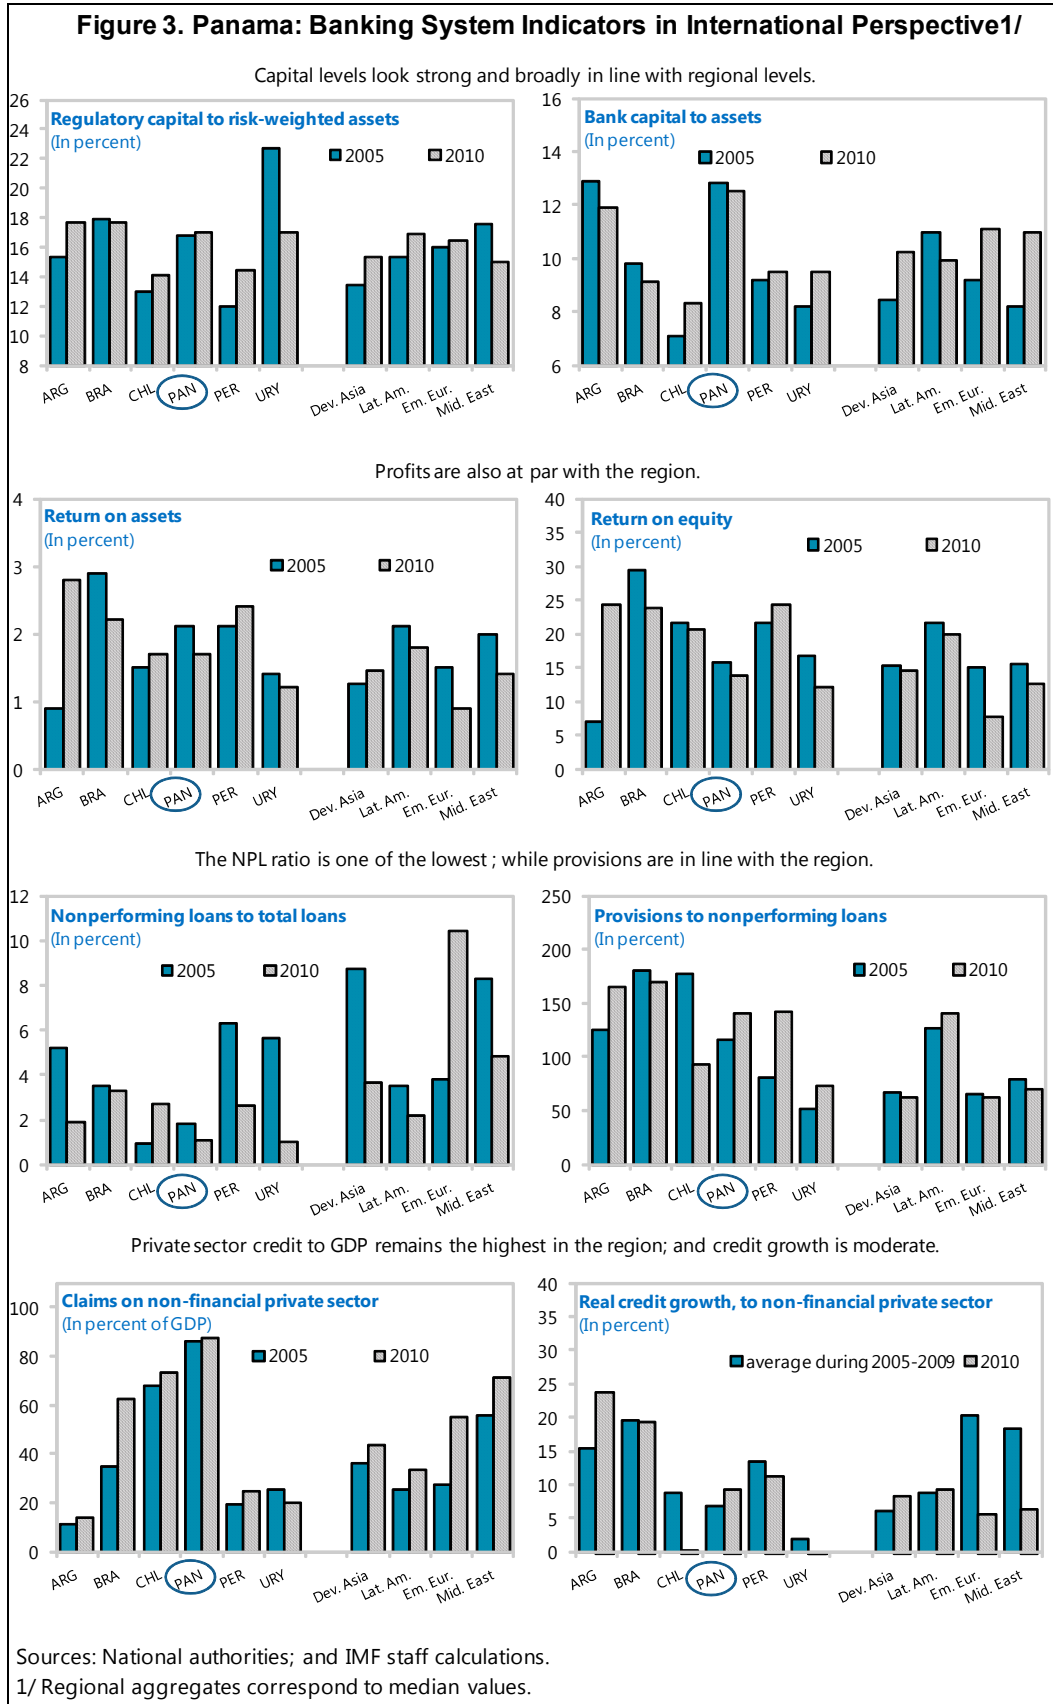 Figure 3. Panama: Banking System Indicators in International Perspective1/
Capital levels look strong and broadly in line with regional levels.
Regulatory capital to risk-weighted assets
(In percent)
2005 2010
26
24
22
20
18
16
14
12
10
8
ARG BRA CHL PAN PER URY Dev. Asia Lat. Am. Em. Eur. Mid. East
Bank capital to assets
(In percent)
2005 2010
16
14
12
10
8
6
ARG BRA CHL PAN PER URY Dev. Asia Lat. Am. Em. Eur. Mid. East
Profits are also at par with the region.
Return on assets
(In percent)
2005 2010
4
3
2
1
0
ARG BRA CHL PAN PER URY Dev. Asia Lat. Am. Em. Eur. Mid. East
Return on equity
(In percent)
2005 2010
40
35
30
25
20
15
10
5
0
ARG BRA CHL PAN PER URY Dev. Asia Lat. Am. Em. Eur. Mid. East
The NPL ratio is one of the lowest ; while provisions are in line with the region.
Nonperforming loans to total loans
(In percent)
2005 2010
12
10
8
6
4
2
0
ARG BRA CHL PAN PER URY Dev. Asia Lat. Am. Em. Eur. Mid. East
Provisions to nonperforming loans
(In percent)
2005 2010
250
200
150
100
50
0
ARG BRA CHL PAN PER URY Dev. Asia Lat. Am. Em. Eur. Mid. East
Private sector credit to GDP remains the highest in the region; and credit growth is moderate.
Claims on non-financial private sector
(In percent of GDP)
2005 2010
100
80
60
40
20
0
ARG BRA CHL PAN PER URY Dev. Asia Lat. Am. Em. Eur. Mid. East
Real credit growth, to non-financial private sector
(In percent)
average during 2005-2009 2010
40
35
30
25
20
15
10
5
0
ARG BRA CHL PAN PER URY Dev. Asia Lat. Am. Em. Eur. Mid. East
Sources: National authorities; and IMF staff calculations.
1/ Regional aggregates correspond to median values.